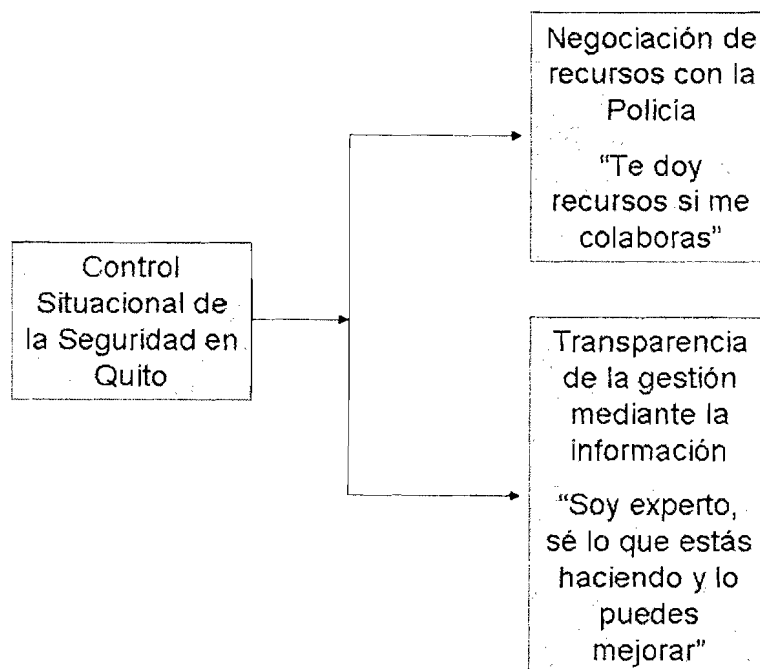 Control
Situacional de
la Seguridad en
Quito
Negociación de
recursos con la
Policía
“Te doy
recursos si me
colaboras”
Transparencia
de la gestión
mediante la
información
“Soy experto,
sé lo que estás
haciendo y lo
puedes
mejorar”